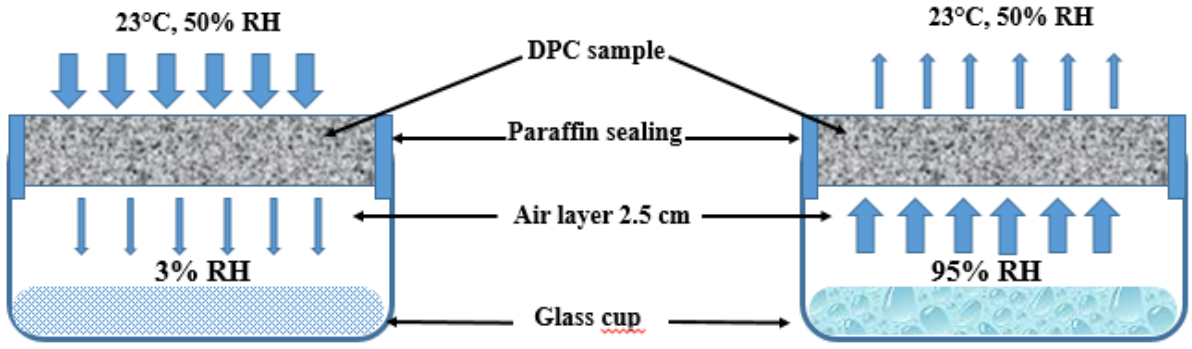 23°C, 50% RH
23°C, 50% RH
DPC sample
Paraffin sealing
Air layer 2.5 cm
3% RH
95% RH
Glass cup